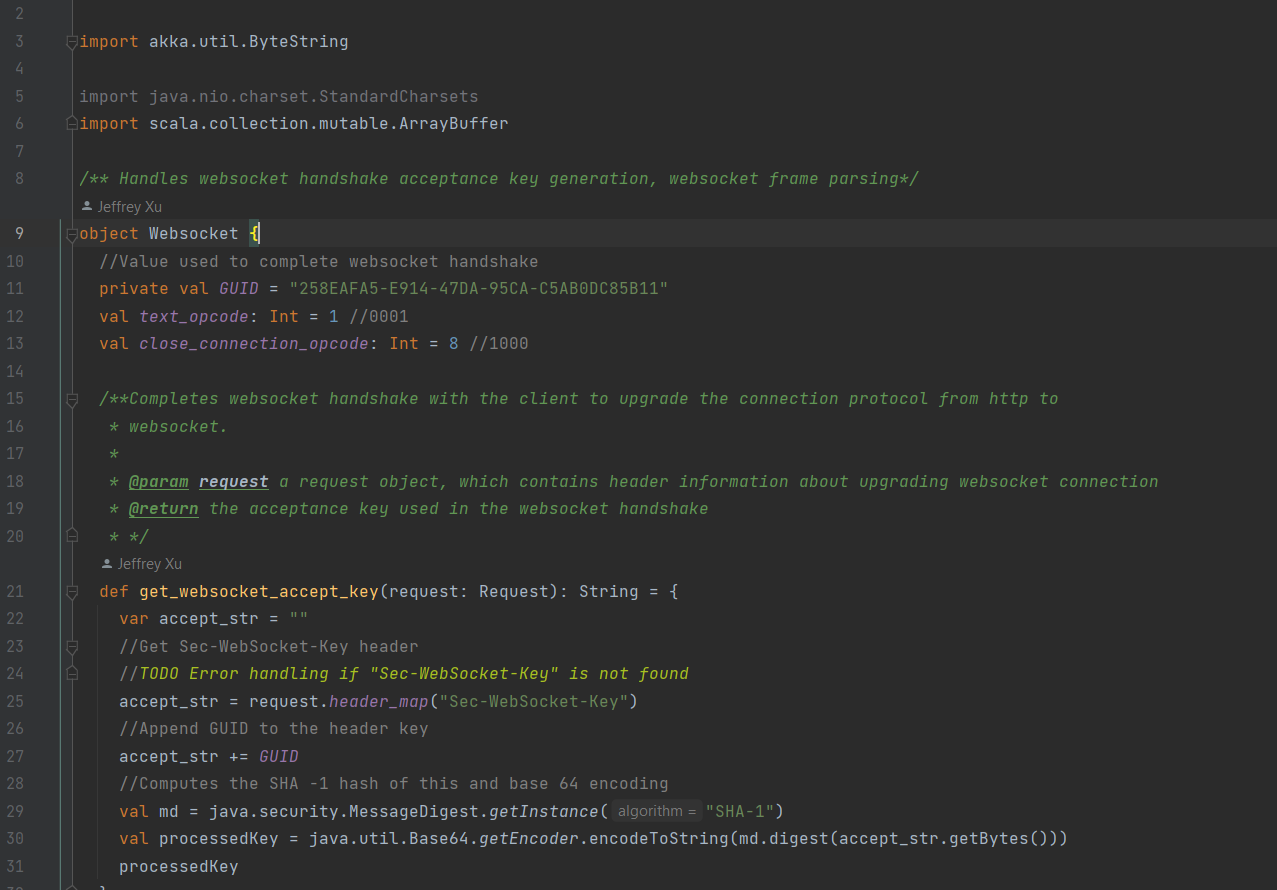 2
3 import akka.util.ByteString
4
5 import java.nio.charset.StandardCharsets
6 import scala.collection.mutable.ArrayBuffer
7
8 /** Handles websocket handshake acceptance key generation, websocket frame parsing*/
Jeffrey Xu
9 object Websocket {
10 //Value used to complete websocket handshake
11 private val GUID = "258EAFA5-E914-47DA-95CA-C5AB0DC85B11"
12 val text_opcode: Int = 1 //0001
13 val close_connection_opcode: Int = 8 //1000
14
15 /**Completes websocket handshake with the client to upgrade the connection protocol from http to
16 * websocket.
17 *
18 * @param request a request object, which contains header information about upgrading websocket connection
19 * @return the acceptance key used in the websocket handshake
20 * */
Jeffrey Xu
21 def get_websocket_accept_key(request: Request): String = {
22 var accept_str = ""
23 //Get Sec-WebSocket-Key header
24 //TODO Error handling if "Sec-WebSocket-Key" is not found
25 accept_str = request.header_map("Sec-WebSocket-Key")
26 //Append GUID to the header key
27 accept_str += GUID
28 //Computes the SHA -1 hash of this and base 64 encoding
29 val md = java.security.MessageDigest.getInstance( algorithm = "SHA-1")
30 val processedKey = java.util.Base64.getEncoder.encodeToString(md.digest(accept_str.getBytes()))
31 processedKey